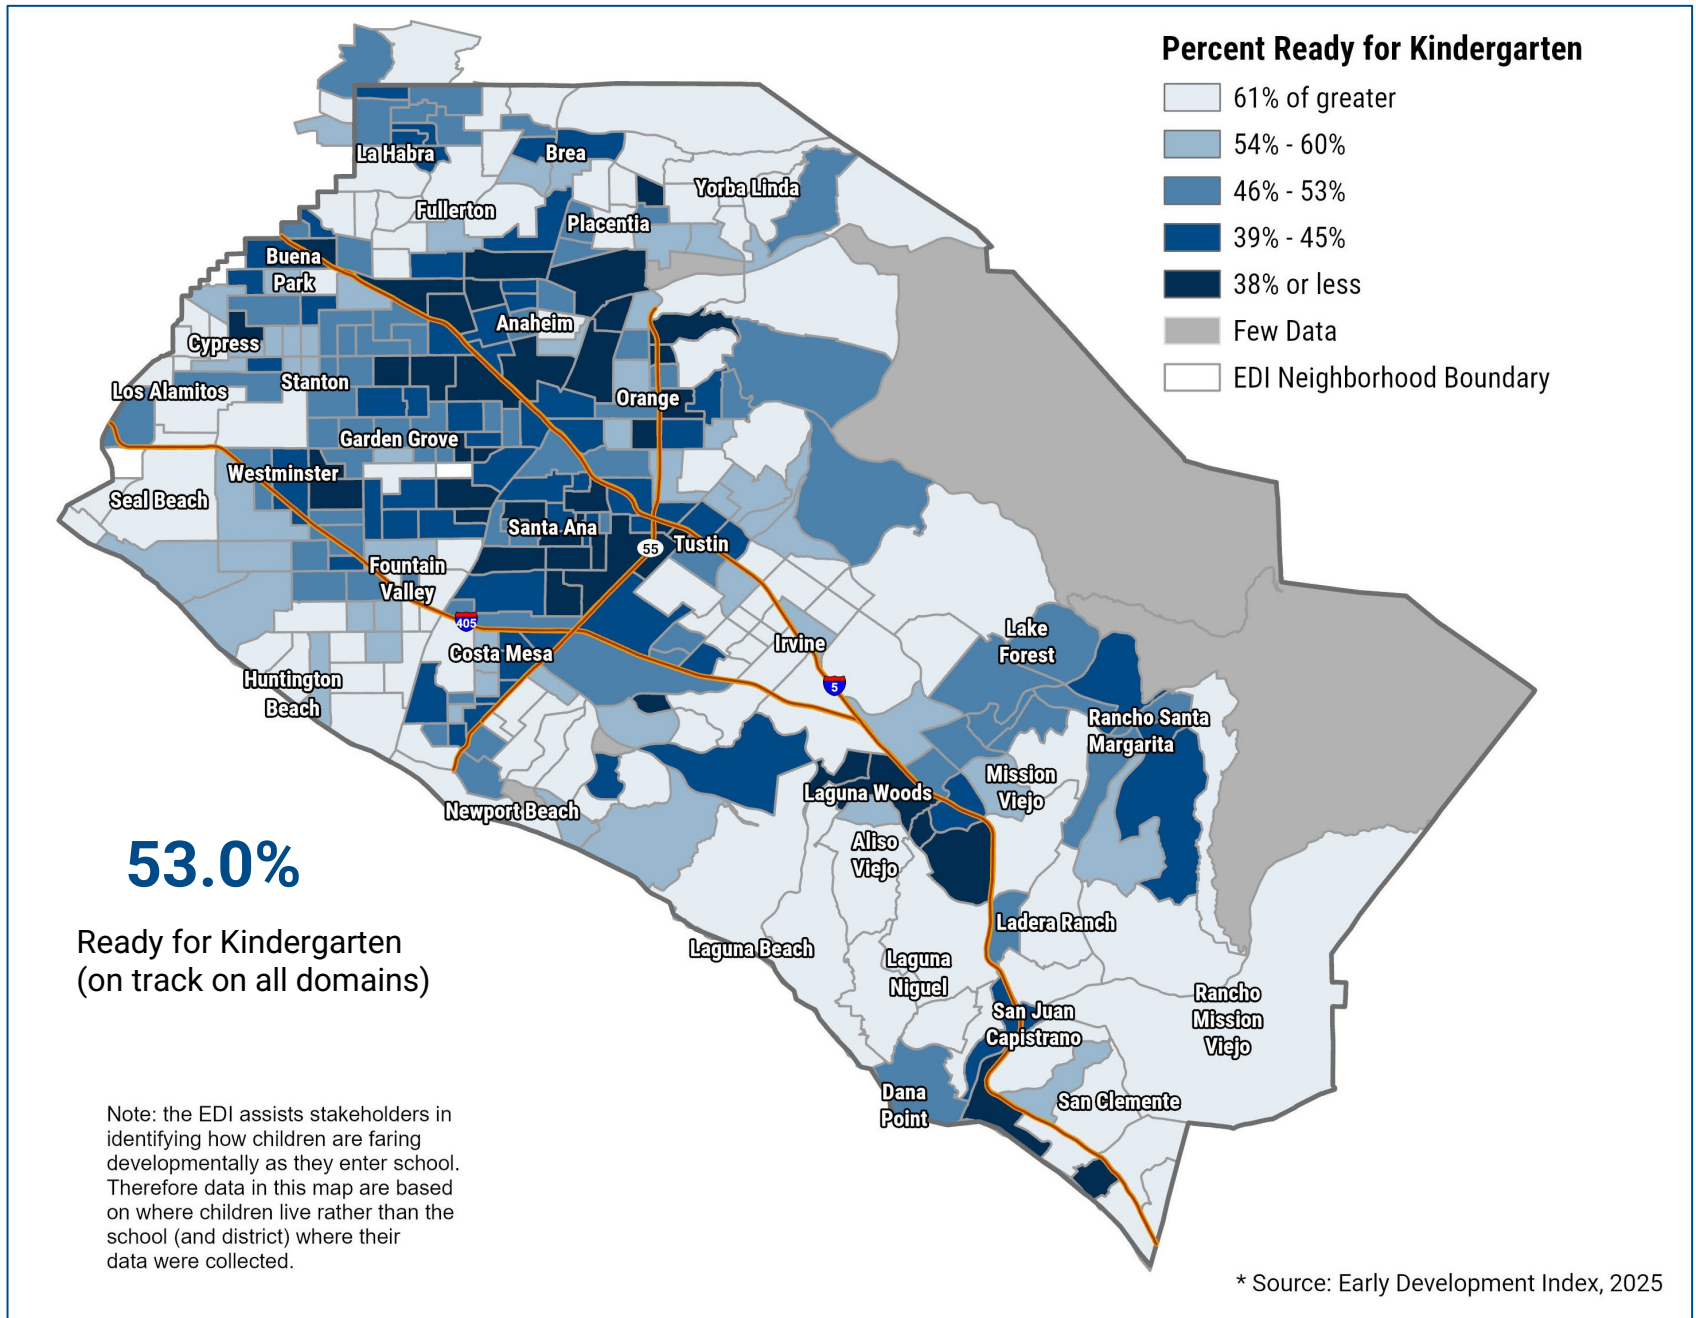 Percent Ready for Kindergarten
61% of greater
54% - 60%
46% - 53%
39% - 45%
38% or less
Few Data
EDI Neighborhood Boundary
La Habra
Brea
Yorba Linda
Fullerton
Placentia
Buena
Park
Anaheim
Cypress
Stanton
Los Alamitos
Orange
Garden Grove
Westminster
Seal Beach
Santa Ana
55
Tustin
Fountain
Valley
405
Costa Mesa
Irvine
Lake
Forest
Huntington
Beach
5
Rancho Santa
Margarita
Mission
Viejo
Laguna Woods
Newport Beach
Aliso
Viejo
Ladera Ranch
Laguna Beach
Laguna
Niguel
San Juan
Capistrano
Rancho
Mission
Viejo
Dana
Point
San Clemente
53.0%
Ready for Kindergarten
(on track on all domains)
Note: the EDI assists stakeholders in
identifying how children are faring
developmentally as they enter school.
Therefore data in this map are based
on where children live rather than the
school (and district) where their
data were collected.
* Source: Early Development Index, 2025